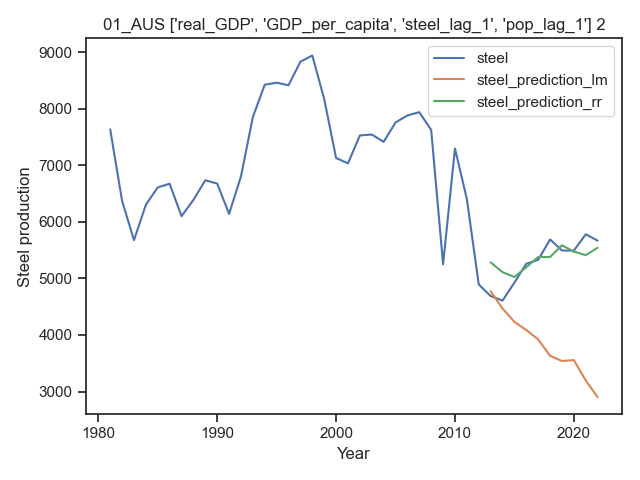 01_AUS ['real_GDP', 'GDP_per_capita', 'steel_lag_1', 'pop_lag_1'] 2
steel
steel_prediction_lm
steel_prediction_rr
Steel production
9000
8000
7000
6000
5000
4000
3000
1980
1990
2000
2010
2020
Year